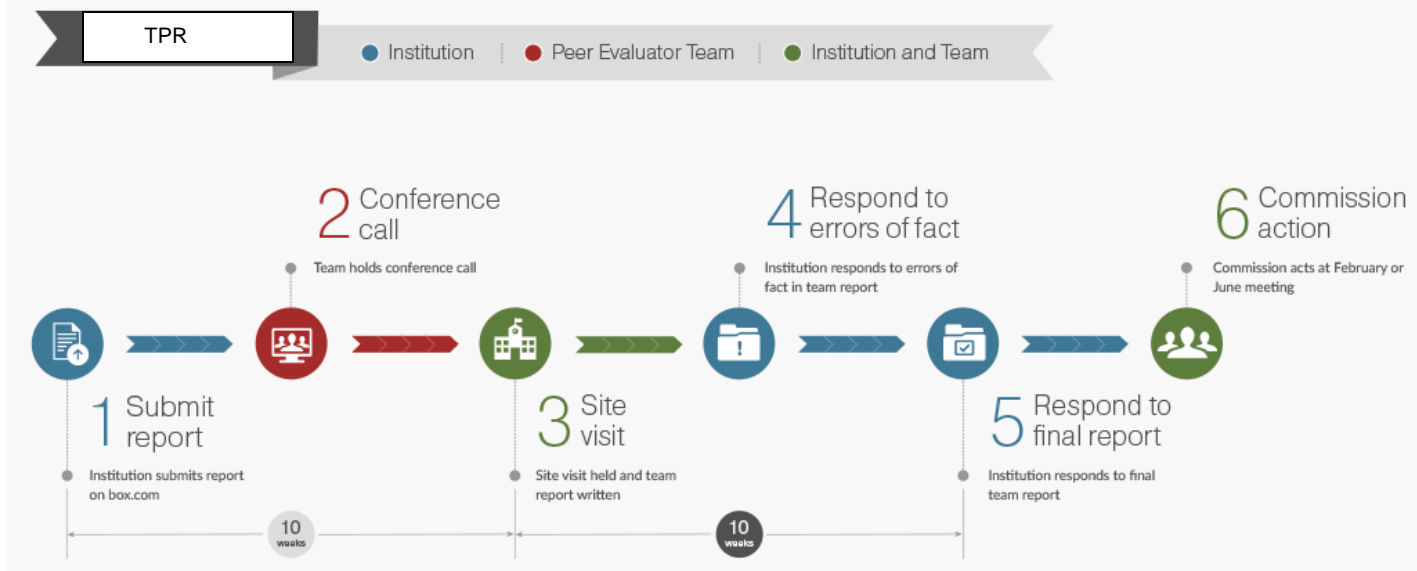 TPR
Institution
Peer Evaluator Team
Institution and Team
2 Conference
call
Team holds conference call
4 Respond to
errors of fact
Institution responds to errors of
fact in team report
6 Commission
action
Commission acts at February or
June meeting
!
1 Submit
report
Institution submits report
on box.com
3 Site
visit
Site visit held and team
report written
5 Respond to
final report
Institution responds to final
team report
10
weeks
10
weeks